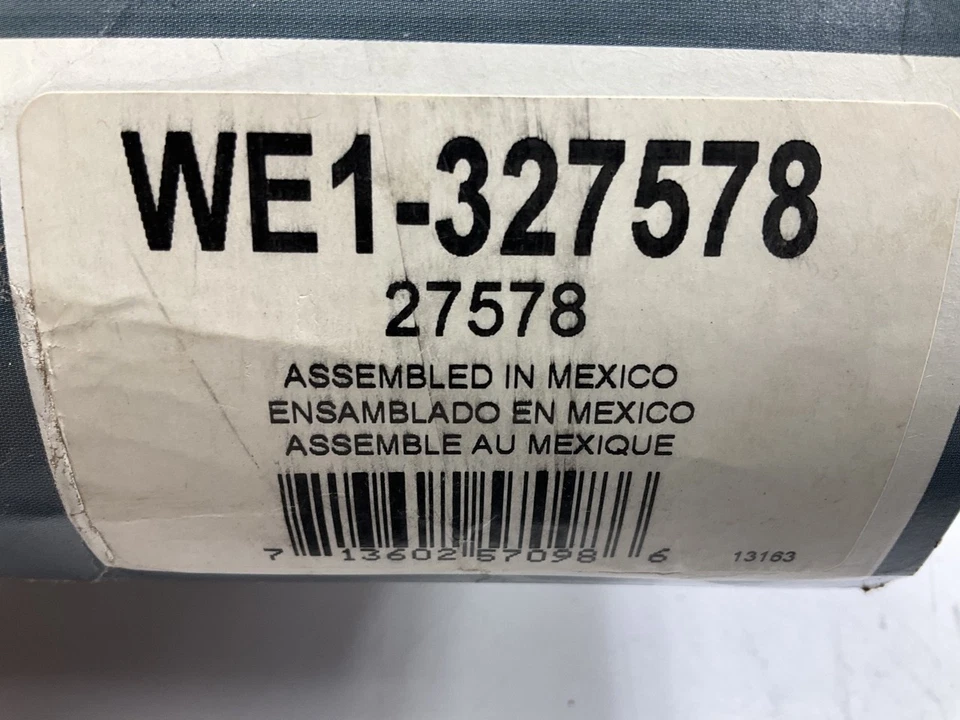 WE1-327578
27578
ASSEMBLED IN MEXICO
ENSAMBLADO EN MEXICO
ASSEMBLE AU MEXIQUE
7 13602 57098 6 13163